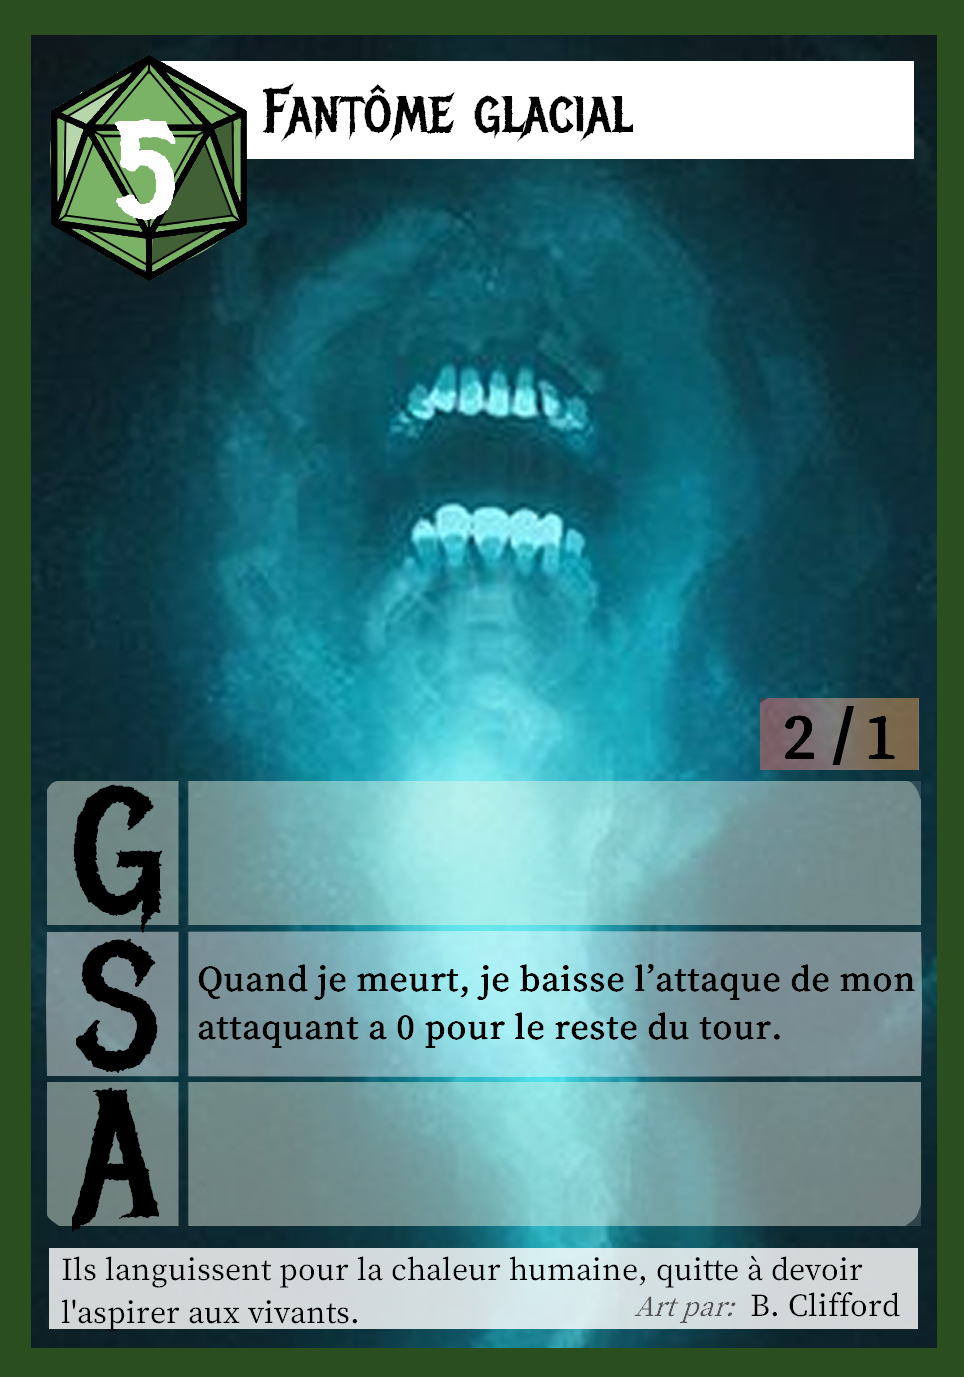 5
Fantôme glacial
2 / 1
G
S
Quand je meurt, je baisse l’attaque de mon
attaquant a 0 pour le reste du tour.
A
Ils languissent pour la chaleur humaine, quitte à devoir
l'aspirer aux vivants.
Art par: B. Clifford